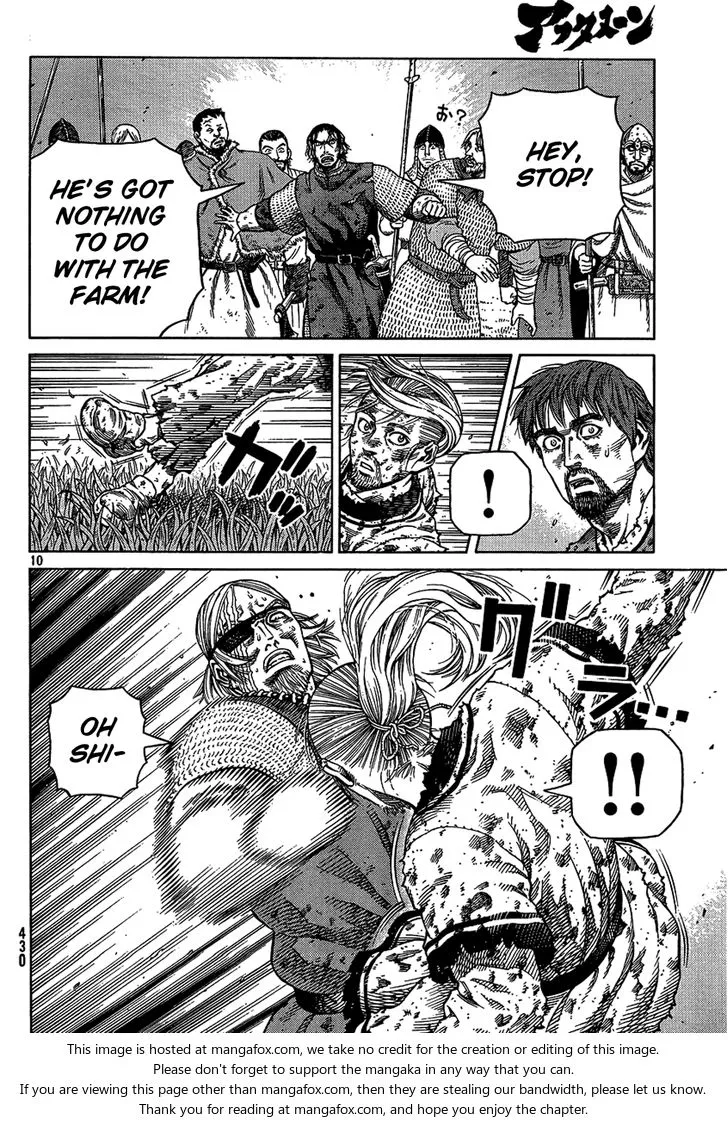 アフタヌーン
HEY,
STOP!
お?
HE'S GOT
NOTHING
TO DO
WITH THE
FARM!
!
ガッ
10
グラ…
OH
SHI-
!!
430
This image is hosted at mangafox.com, we take no credit for the creation or editing of this image.
Please don't forget to support the mangaka in any way that you can.
If you are viewing this page other than mangafox.com, then they are stealing our bandwidth, please let us know.
Thank you for reading at mangafox.com, and hope you enjoy the chapter.